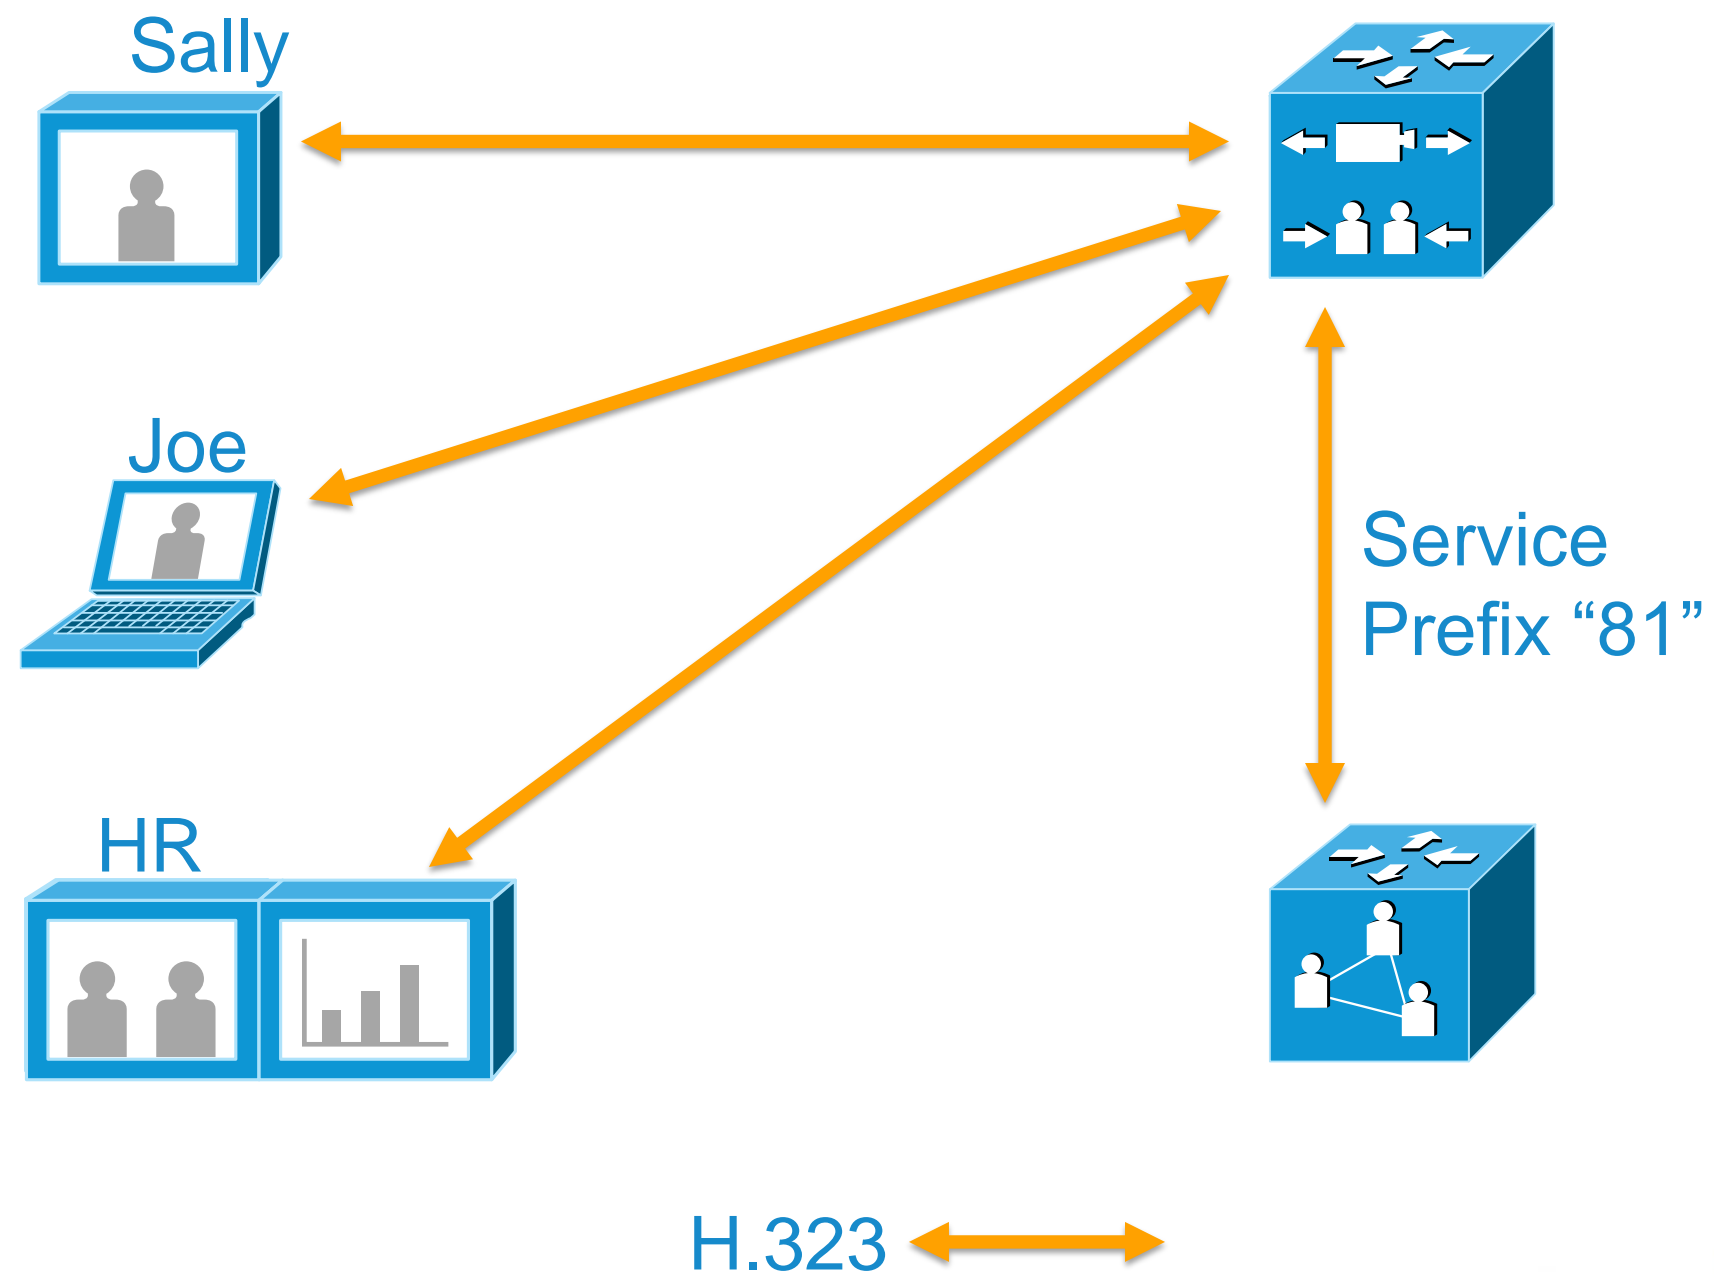 Sally
Joe
Service
Prefix “81”
HR
H.323